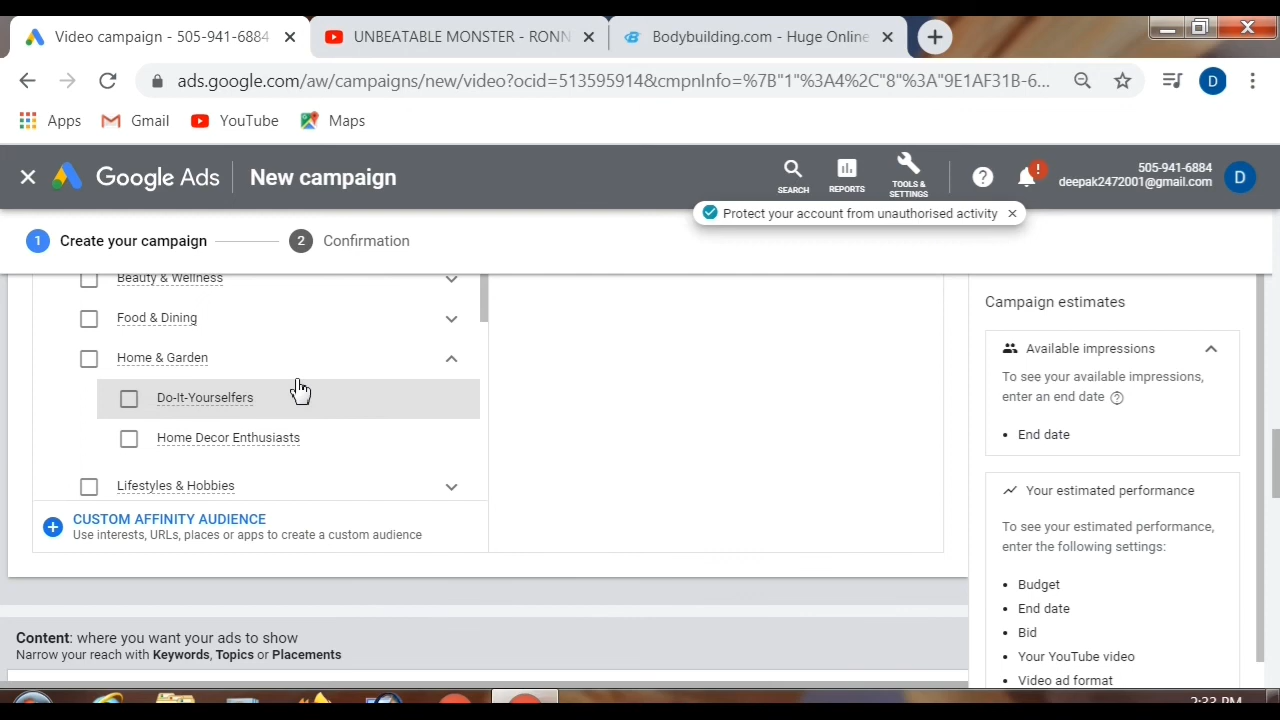 Video campaign - 505-941-6884
UNBEATABLE MONSTER - RONN
Bodybuilding.com - Huge Online
ads.google.com/aw/campaigns/new/video?ocid=513595914&cmpnInfo=%7B"1"%3A4%2C"8"%3A"9E1AF31B-6...
D
Apps
Gmail
YouTube
Maps
Google Ads
New campaign
SEARCH
REPORTS
TOOLS &
SETTINGS
505-941-6884
deepak2472001@gmail.com
D
Protect your account from unauthorised activity
1 Create your campaign
2 Confirmation
Beauty & Wellness
Food & Dining
Home & Garden
Do-It-Yourselfers
Home Decor Enthusiasts
Lifestyles & Hobbies
CUSTOM AFFINITY AUDIENCE
Use interests, URLs, places or apps to create a custom audience
Content: where you want your ads to show
Narrow your reach with Keywords, Topics or Placements
Campaign estimates
Available impressions
To see your available impressions,
enter an end date
• End date
Your estimated performance
To see your estimated performance,
enter the following settings:
• Budget
• End date
• Bid
• Your YouTube video
• Video ad format
2:33 PM